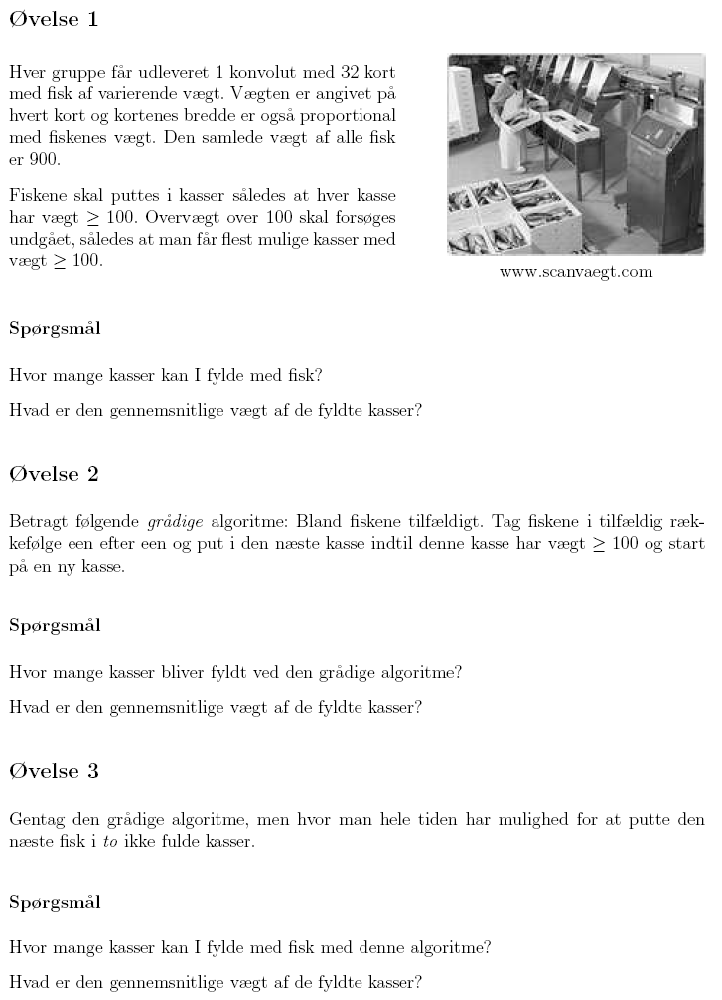 Øvelse 1
Hver gruppe får udleveret 1 konvolut med 32 kort
med fisk af varierende vægt. Vægten er angivet på
hvert kort og kortenes bredde er også proportional
med fiskenes vægt. Den samlede vægt af alle fisk
er 900.
Fiskene skal puttes i kasser således at hver kasse
har vægt ≥ 100. Overvægt over 100 skal forsøges
undgået, således at man får flest mulige kasser med
vægt ≥ 100.
www.scanvaegt.com
Spørgsmål
Hvor mange kasser kan I fylde med fisk?
Hvad er den gennemsnitlige vægt af de fyldte kasser?
Øvelse 2
Betragt følgende grådige algoritme: Bland fiskene tilfældigt. Tag fiskene i tilfældig ræk-
kefølge een efter een og put i den næste kasse indtil denne kasse har vægt ≥ 100 og start
på en ny kasse.
Spørgsmål
Hvor mange kasser bliver fyldt ved den grådige algoritme?
Hvad er den gennemsnitlige vægt af de fyldte kasser?
Øvelse 3
Gentag den grådige algoritme, men hvor man hele tiden har mulighed for at putte den
næste fisk i to ikke fulde kasser.
Spørgsmål
Hvor mange kasser kan I fylde med fisk med denne algoritme?
Hvad er den gennemsnitlige vægt af de fyldte kasser?